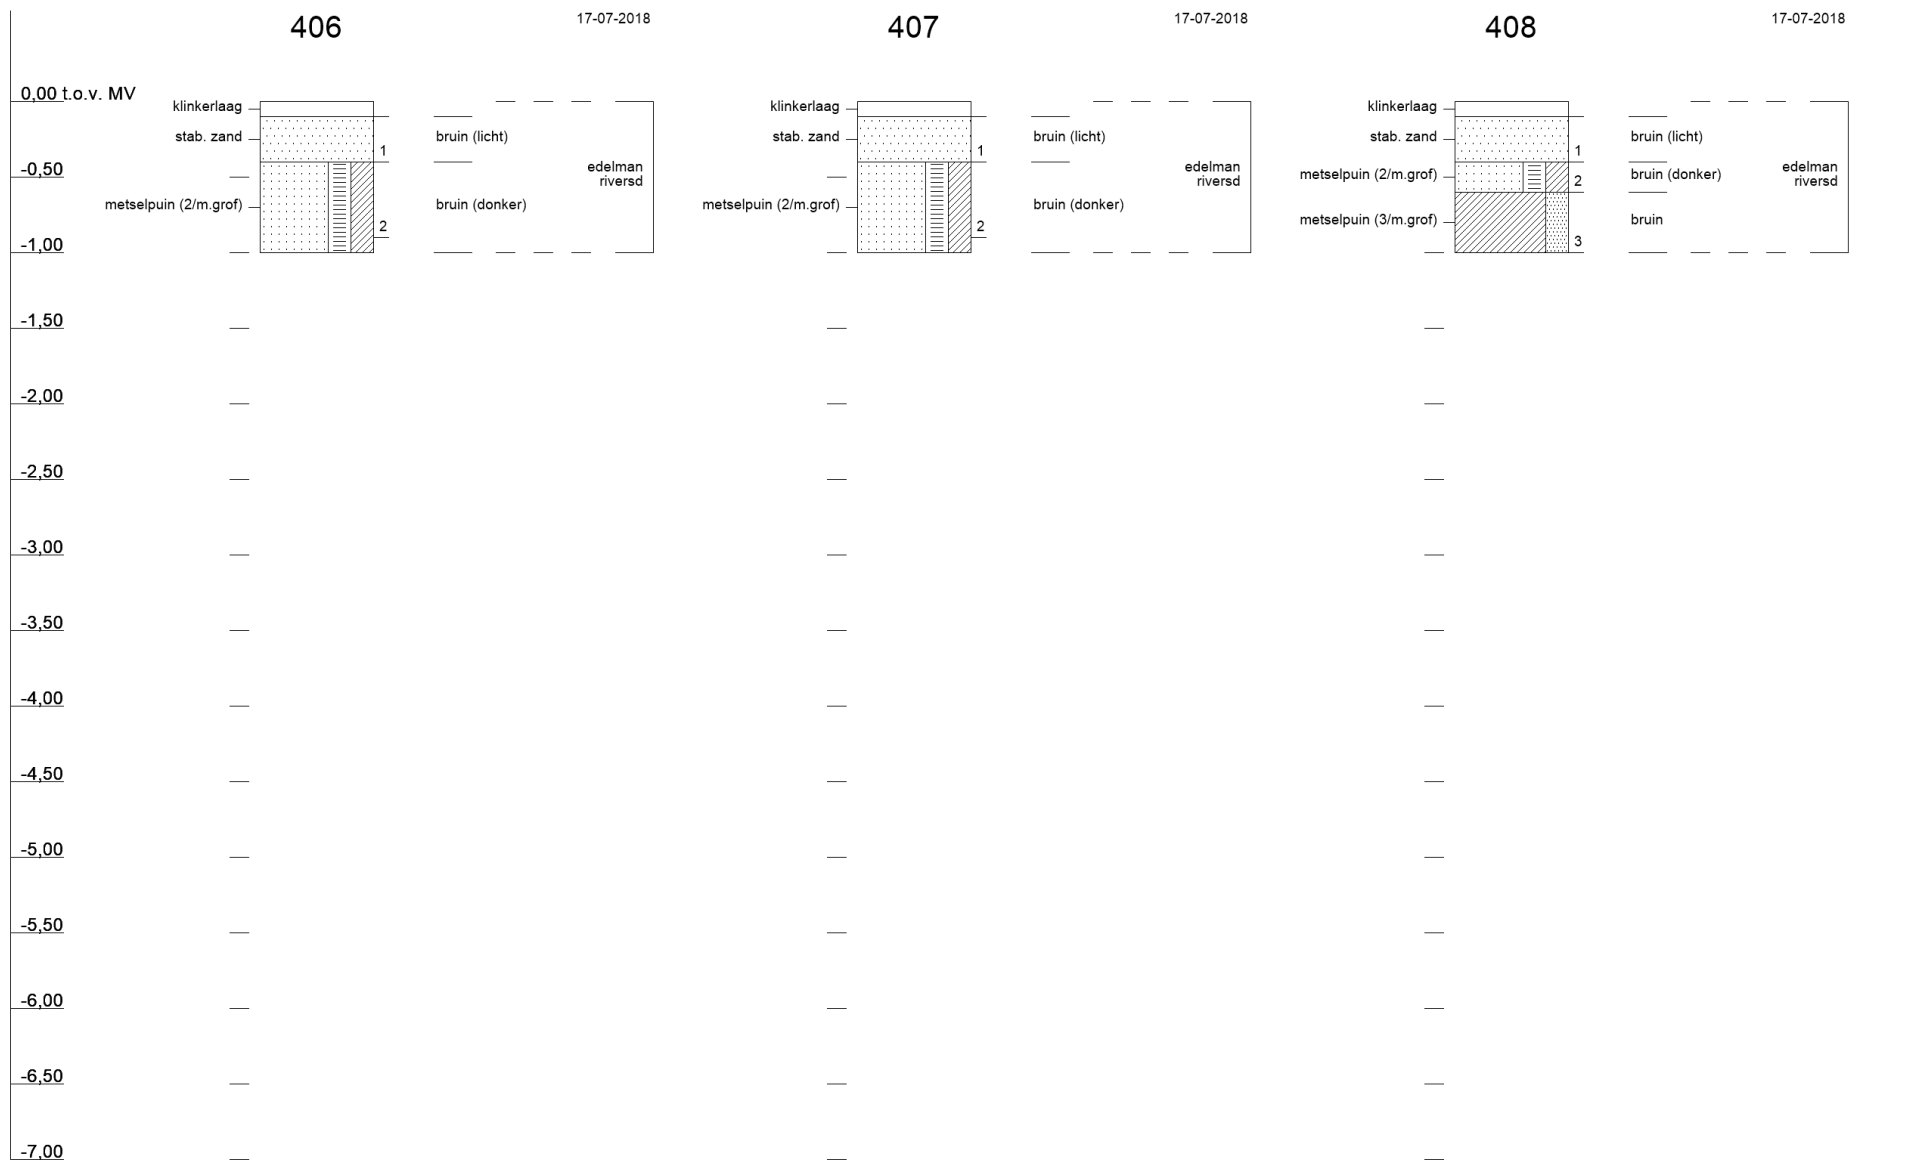 406 17-07-2018
407 17-07-2018
408 17-07-2018
0,00 t.o.v. MV
-0,50
-1,00
-1,50
-2,00
-2,50
-3,00
-3,50
-4,00
-4,50
-5,00
-5,50
-6,00
-6,50
-7,00
klinkerlaag
stab. zand
1
bruin (licht)
edelman
riversd
metselpuin (2/m.grof)
2
bruin (donker)
klinkerlaag
stab. zand
1
bruin (licht)
edelman
riversd
metselpuin (2/m.grof)
2
bruin (donker)
klinkerlaag
stab. zand
1
bruin (licht)
edelman
riversd
metselpuin (2/m.grof)
2
bruin (donker)
metselpuin (3/m.grof)
3
bruin